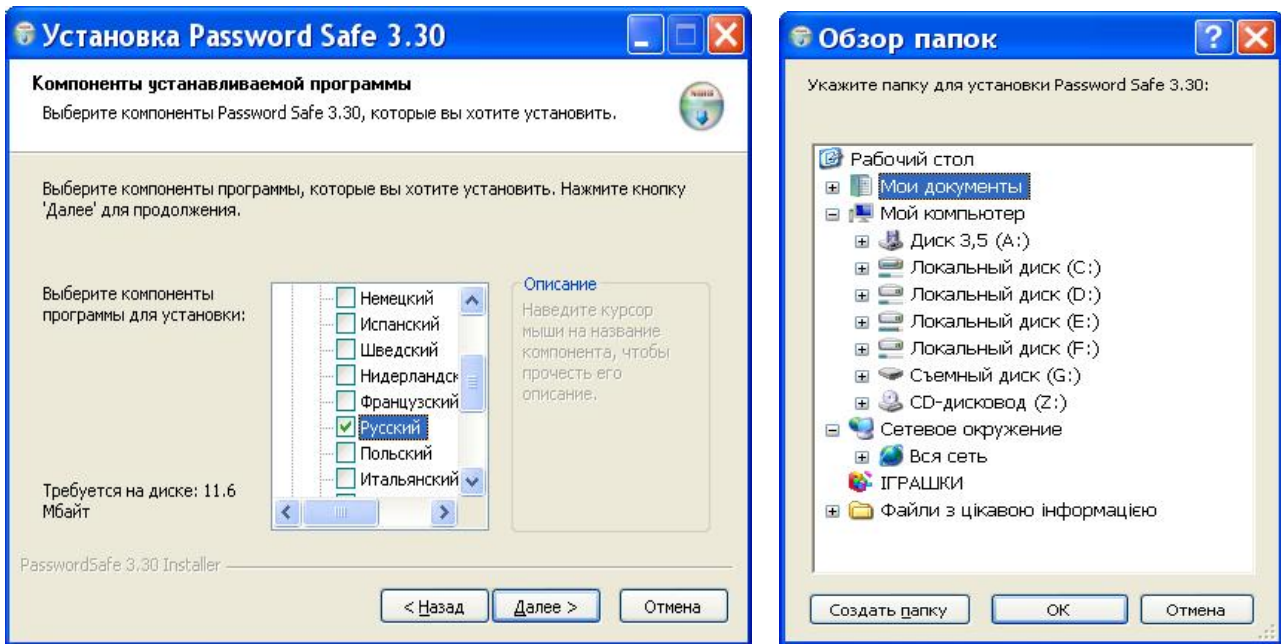 Установка Password Safe 3.30
Компоненты устанавливаемой программы
Выберите компоненты Password Safe 3.30, которые вы хотите установить.
Выберите компоненты программы, которые вы хотите установить. Нажмите кнопку
'Далее' для продолжения.
Выберите компоненты
программы для установки:
Немецкий
Испанский
Шведский
Нидерландск
Французский
Русский
Польский
Итальянский
Описание
Наведите курсор
мыши на название
компонента, чтобы
прочесть его
описание.
Требуется на диске: 11.6
Мбайт
PasswordSafe 3.30 Installer
< Назад
Далее >
Отмена
Обзор папок
Укажите папку для установки Password Safe 3.30:
Рабочий стол
Мои документы
Мой компьютер
Диск 3,5 (A:)
Локальный диск (C:)
Локальный диск (D:)
Локальный диск (E:)
Локальный диск (F:)
Съемный диск (G:)
CD-дисковод (Z:)
Сетевое окружение
Вся сеть
ІГРАШКИ
Файли з цікавою інформацією
Создать папку
OK
Отмена